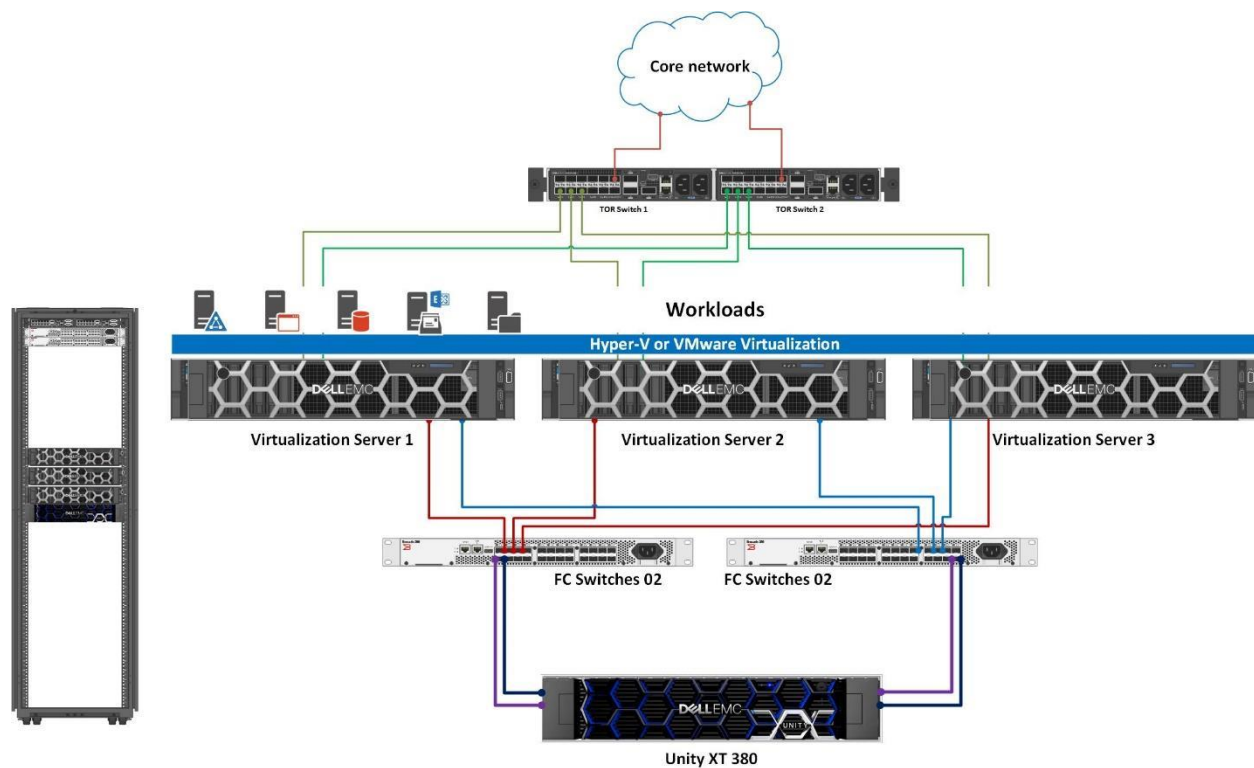 Core network
TOR Switch 1
TOR Switch 2
Workloads
Hyper-V or VMware Virtualization
DELLEMC
DELLEMC
DELLEMC
Virtualization Server 1
Virtualization Server 2
Virtualization Server 3
FC Switches 02
FC Switches 02
DELLEMC
UNITY
Unity XT 380